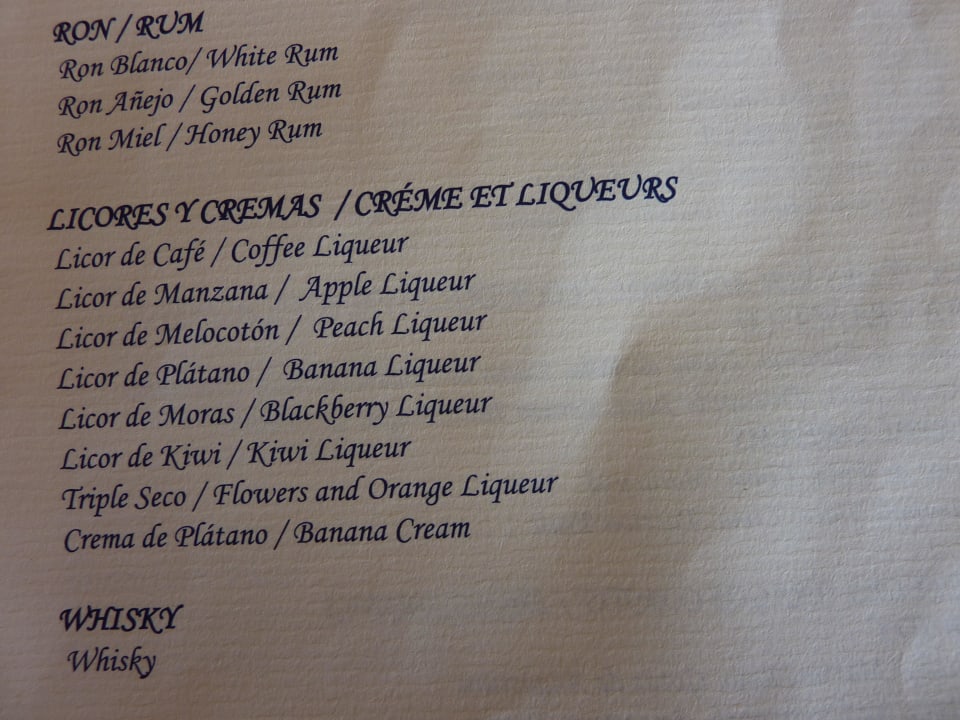 RON / RUM
Ron Blanco/ White Rum
Ron Añejo / Golden Rum
Ron Miel / Honey Rum
LICORES Y CREMAS / CRÉME ET LIQUEURS
Licor de Café / Coffee Liqueur
Licor de Manzana / Apple Liqueur
Licor de Melocotón / Peach Liqueur
Licor de Plátano / Banana Liqueur
Licor de Moras / Blackberry Liqueur
Licor de Kiwi / Kiwi Liqueur
Triple Seco / Flowers and Orange Liqueur
Crema de Plátano / Banana Cream
WHISKY
Whisky